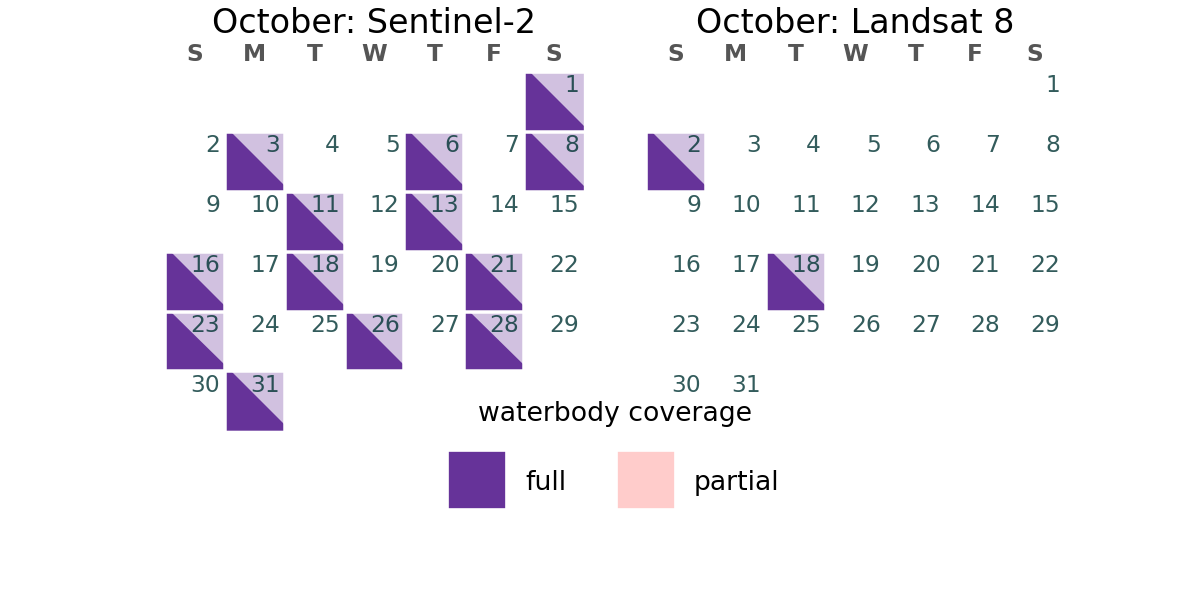 October: Sentinel-2
S M T W T F S
1
2 3 4 5 6 7 8
9 10 11 12 13 14 15
16 17 18 19 20 21 22
23 24 25 26 27 28 29
30 31
October: Landsat 8
S M T W T F S
1
2 3 4 5 6 7 8
9 10 11 12 13 14 15
16 17 18 19 20 21 22
23 24 25 26 27 28 29
30 31
waterbody coverage
full partial